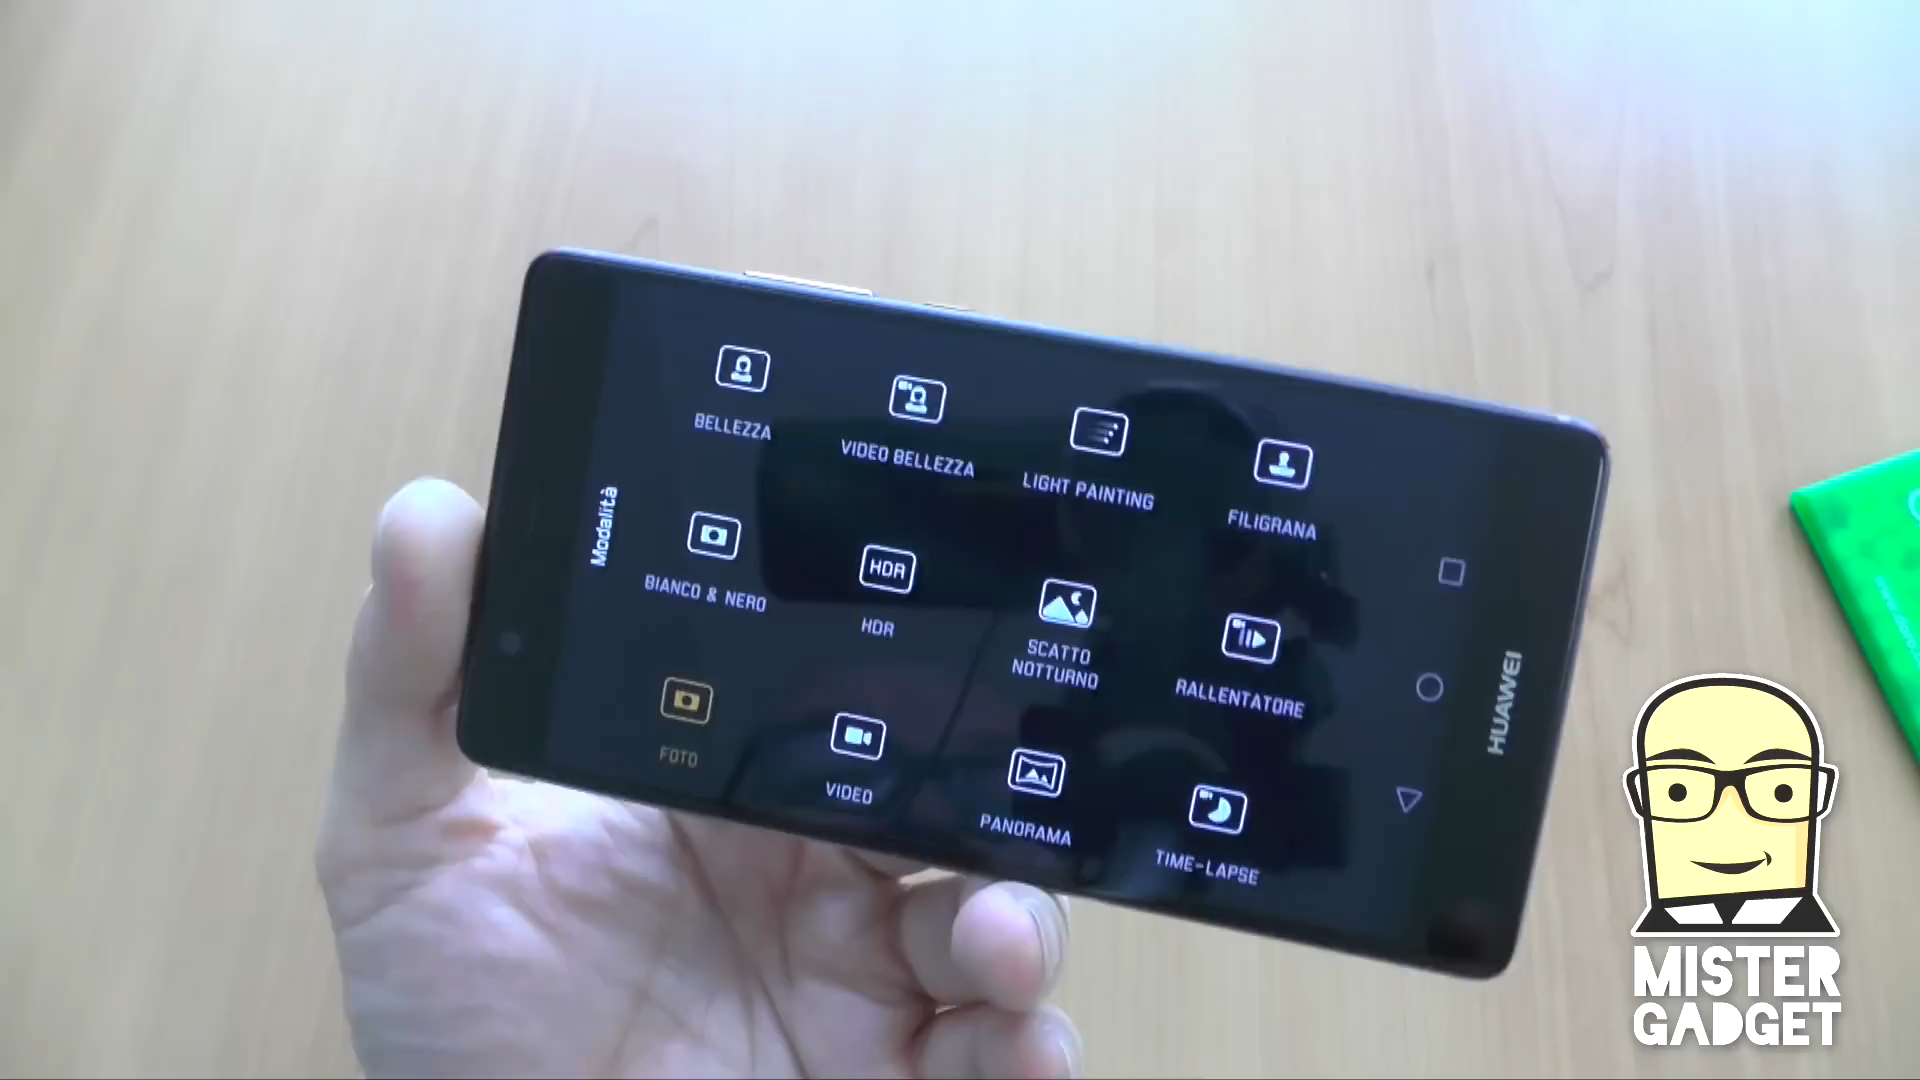 Modalità
BELLEZZA
VIDEO BELLEZZA
LIGHT PAINTING
FILIGRANA
BIANCO & NERO
HDR
HDR
SCATTO
NOTTURNO
RALLENTATORE
FOTO
VIDEO
PANORAMA
TIME-LAPSE
HUAWEI
MISTER
GADGET